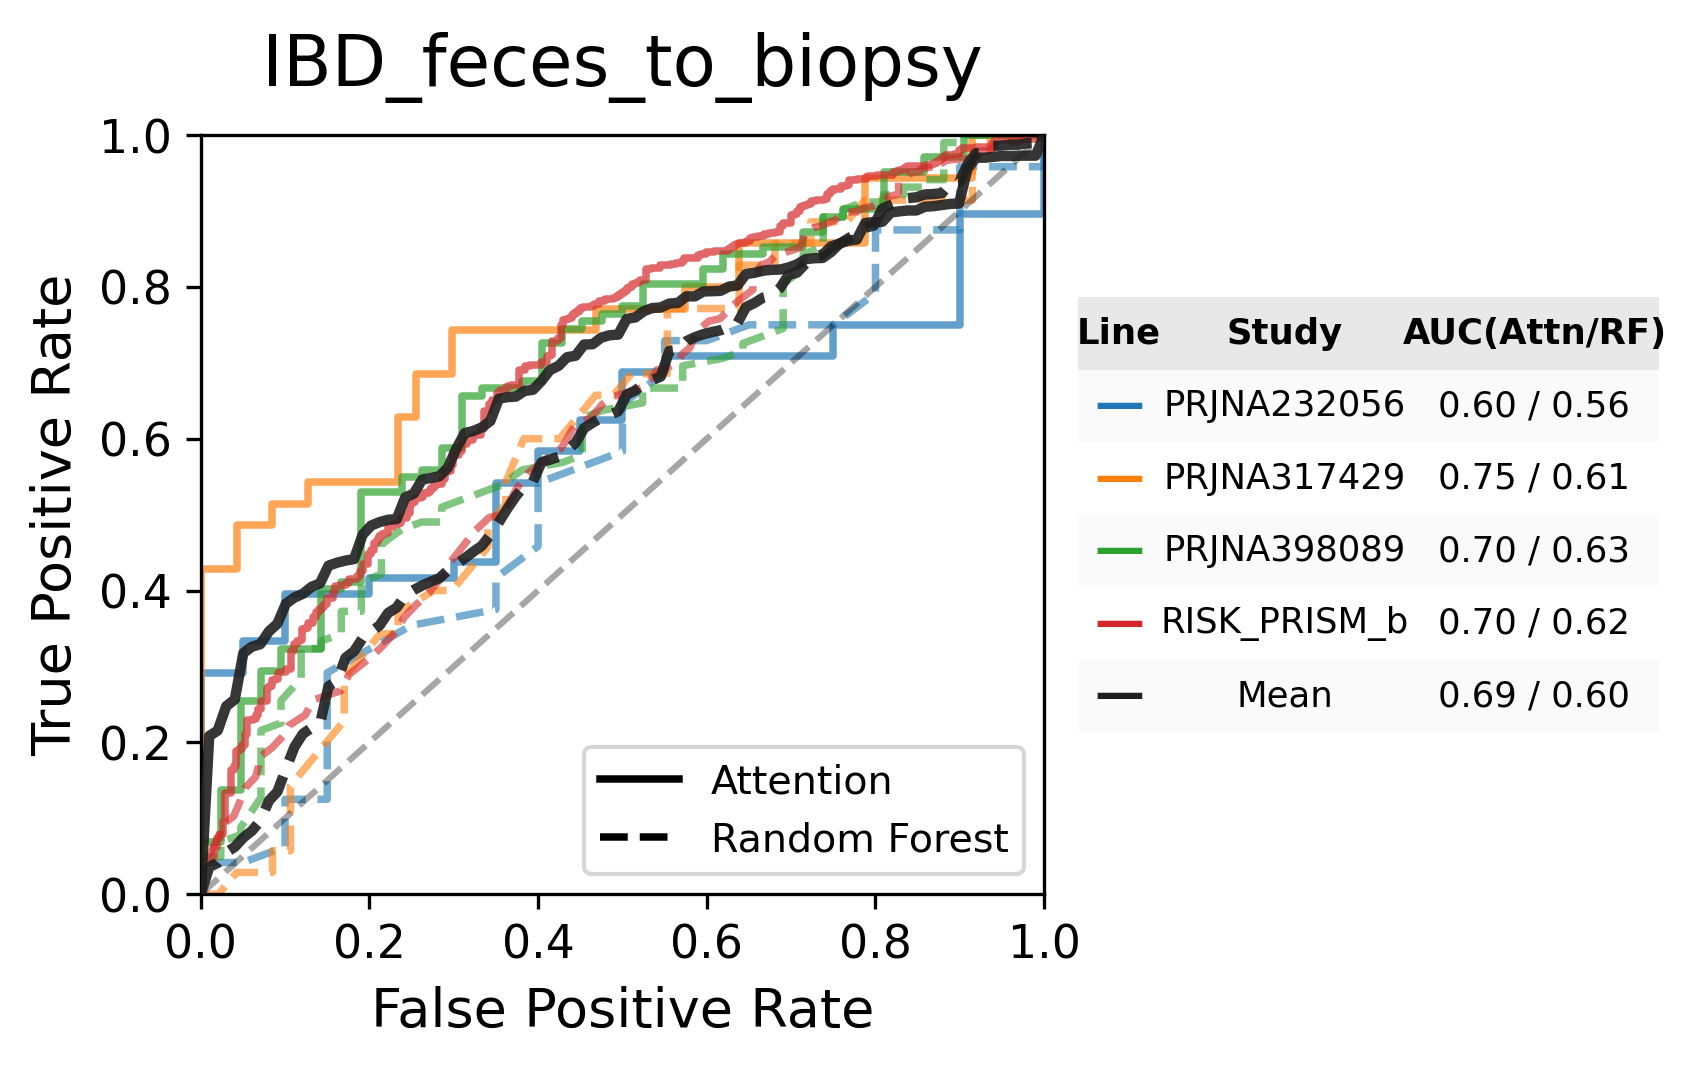 IBD_feces_to_biopsy
True Positive Rate
1.0
0.8
0.6
0.4
0.2
0.0
0.0 0.2 0.4 0.6 0.8 1.0
False Positive Rate
Attention
Random Forest
Line Study AUC(Attn/RF)
PRJNA232056 0.60 / 0.56
PRJNA317429 0.75 / 0.61
PRJNA398089 0.70 / 0.63
RISK_PRISM_b 0.70 / 0.62
Mean 0.69 / 0.60